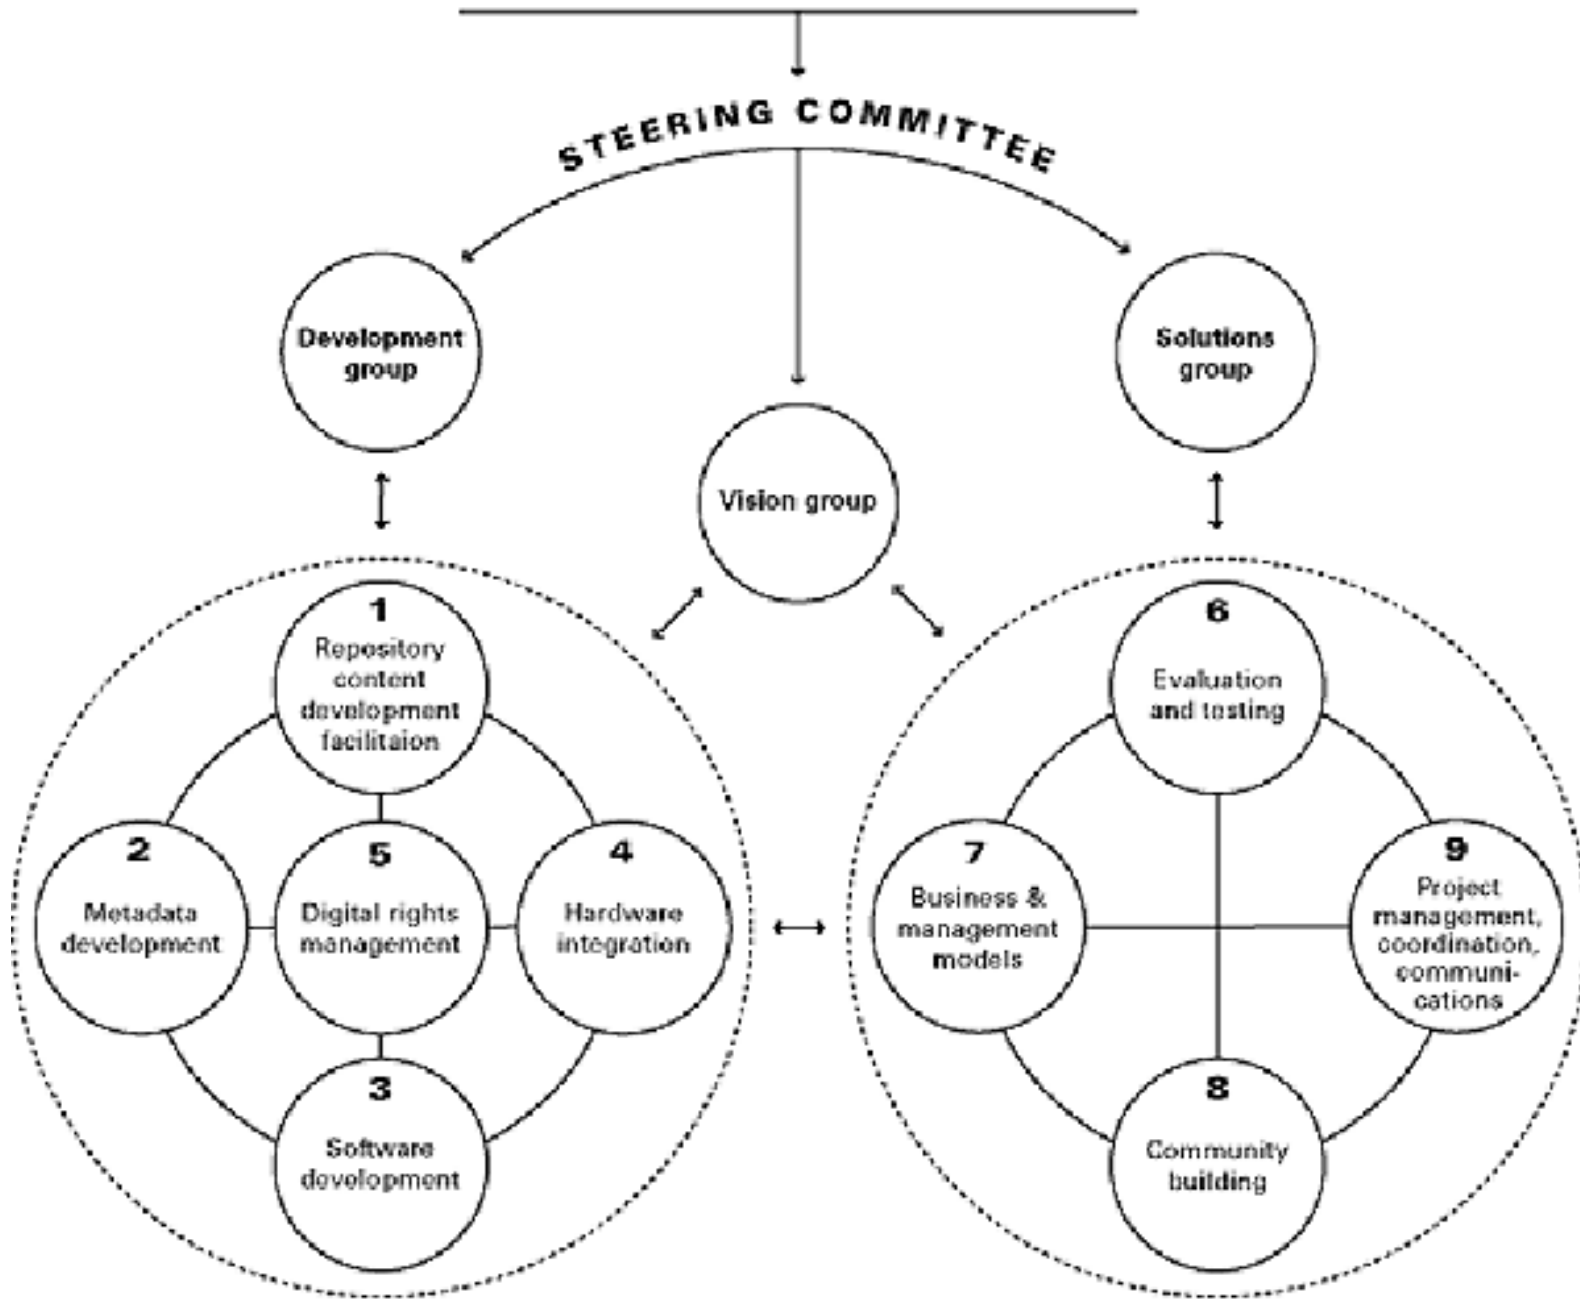 STEERING COMMITTEE
Development
group
Solutions
group
Vision group
1
Repository
content
development
facilitaion
2
Metadata
development
5
Digital rights
management
4
Hardware
integration
3
Software
development
6
Evaluation
and testing
7
Business &
management
models
9
Project
management,
coordination,
communi-
cations
8
Community
building